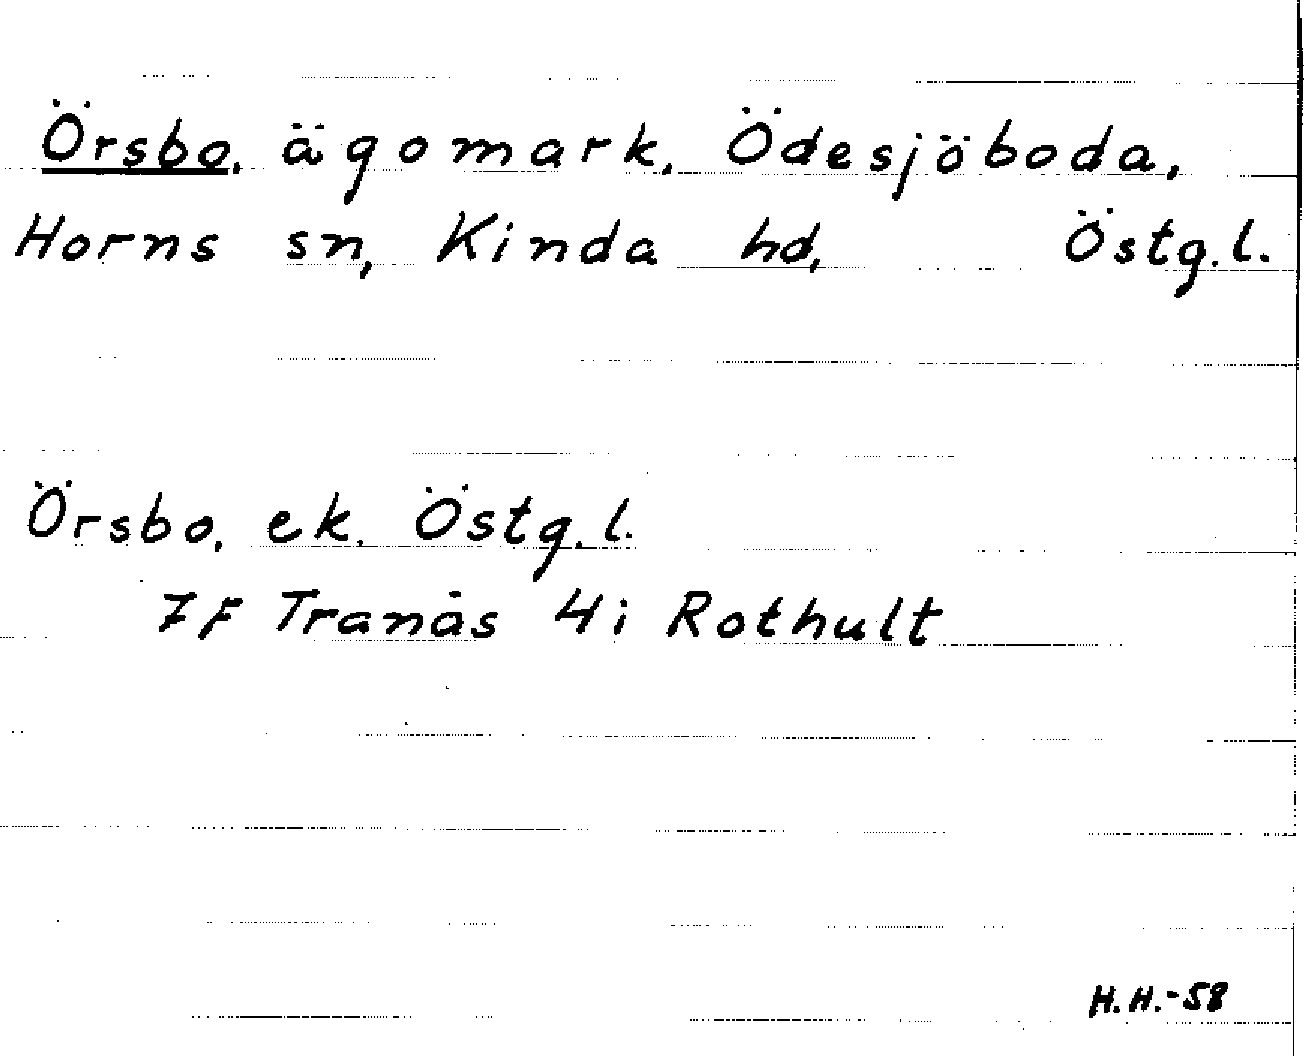 Örsbo, ägomark, Ödesjöboda,
Horns sn, Kinda hd, Östg.l.
Örsbo, ek. Östg.l.
7F Tranås 4i Rothult
H.H.-58